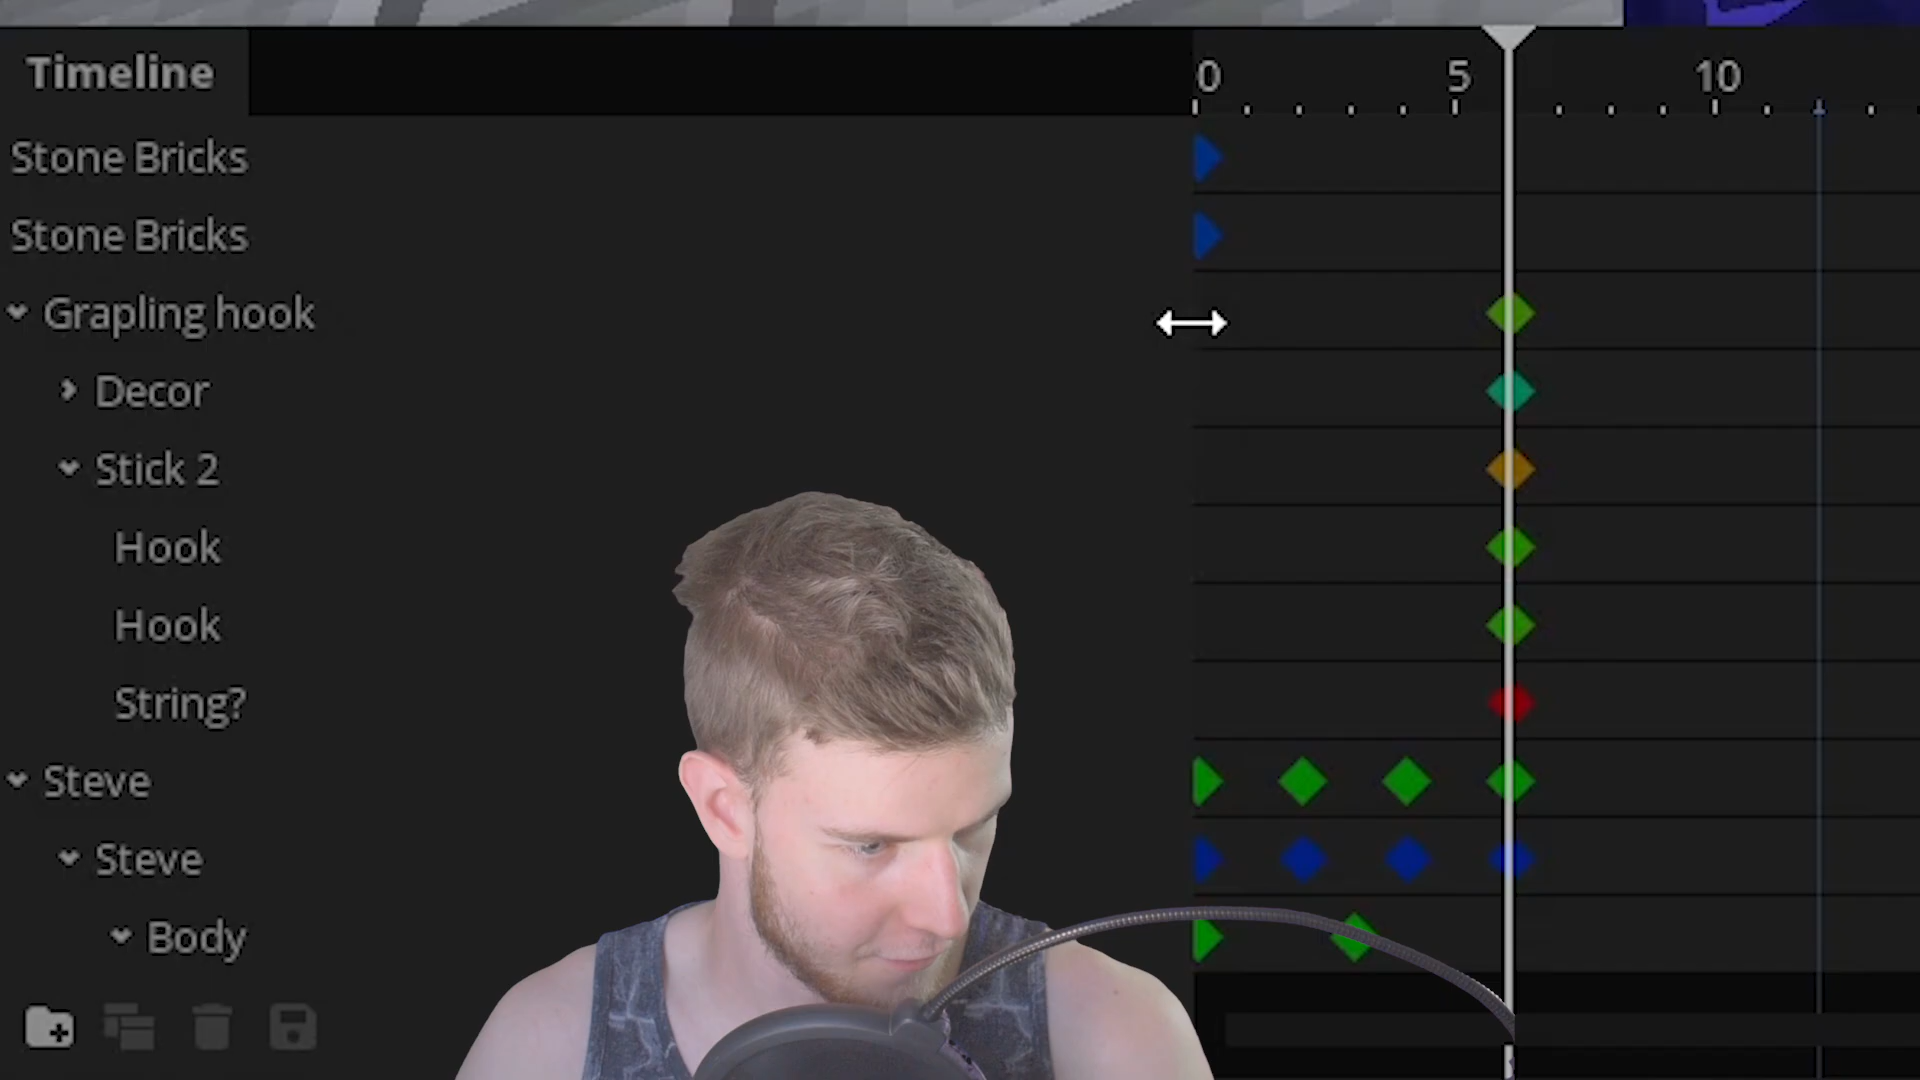 Timeline
0 5 10
Stone Bricks
Stone Bricks
Grapling hook
Decor
Stick 2
Hook
Hook
String?
Steve
Steve
Body